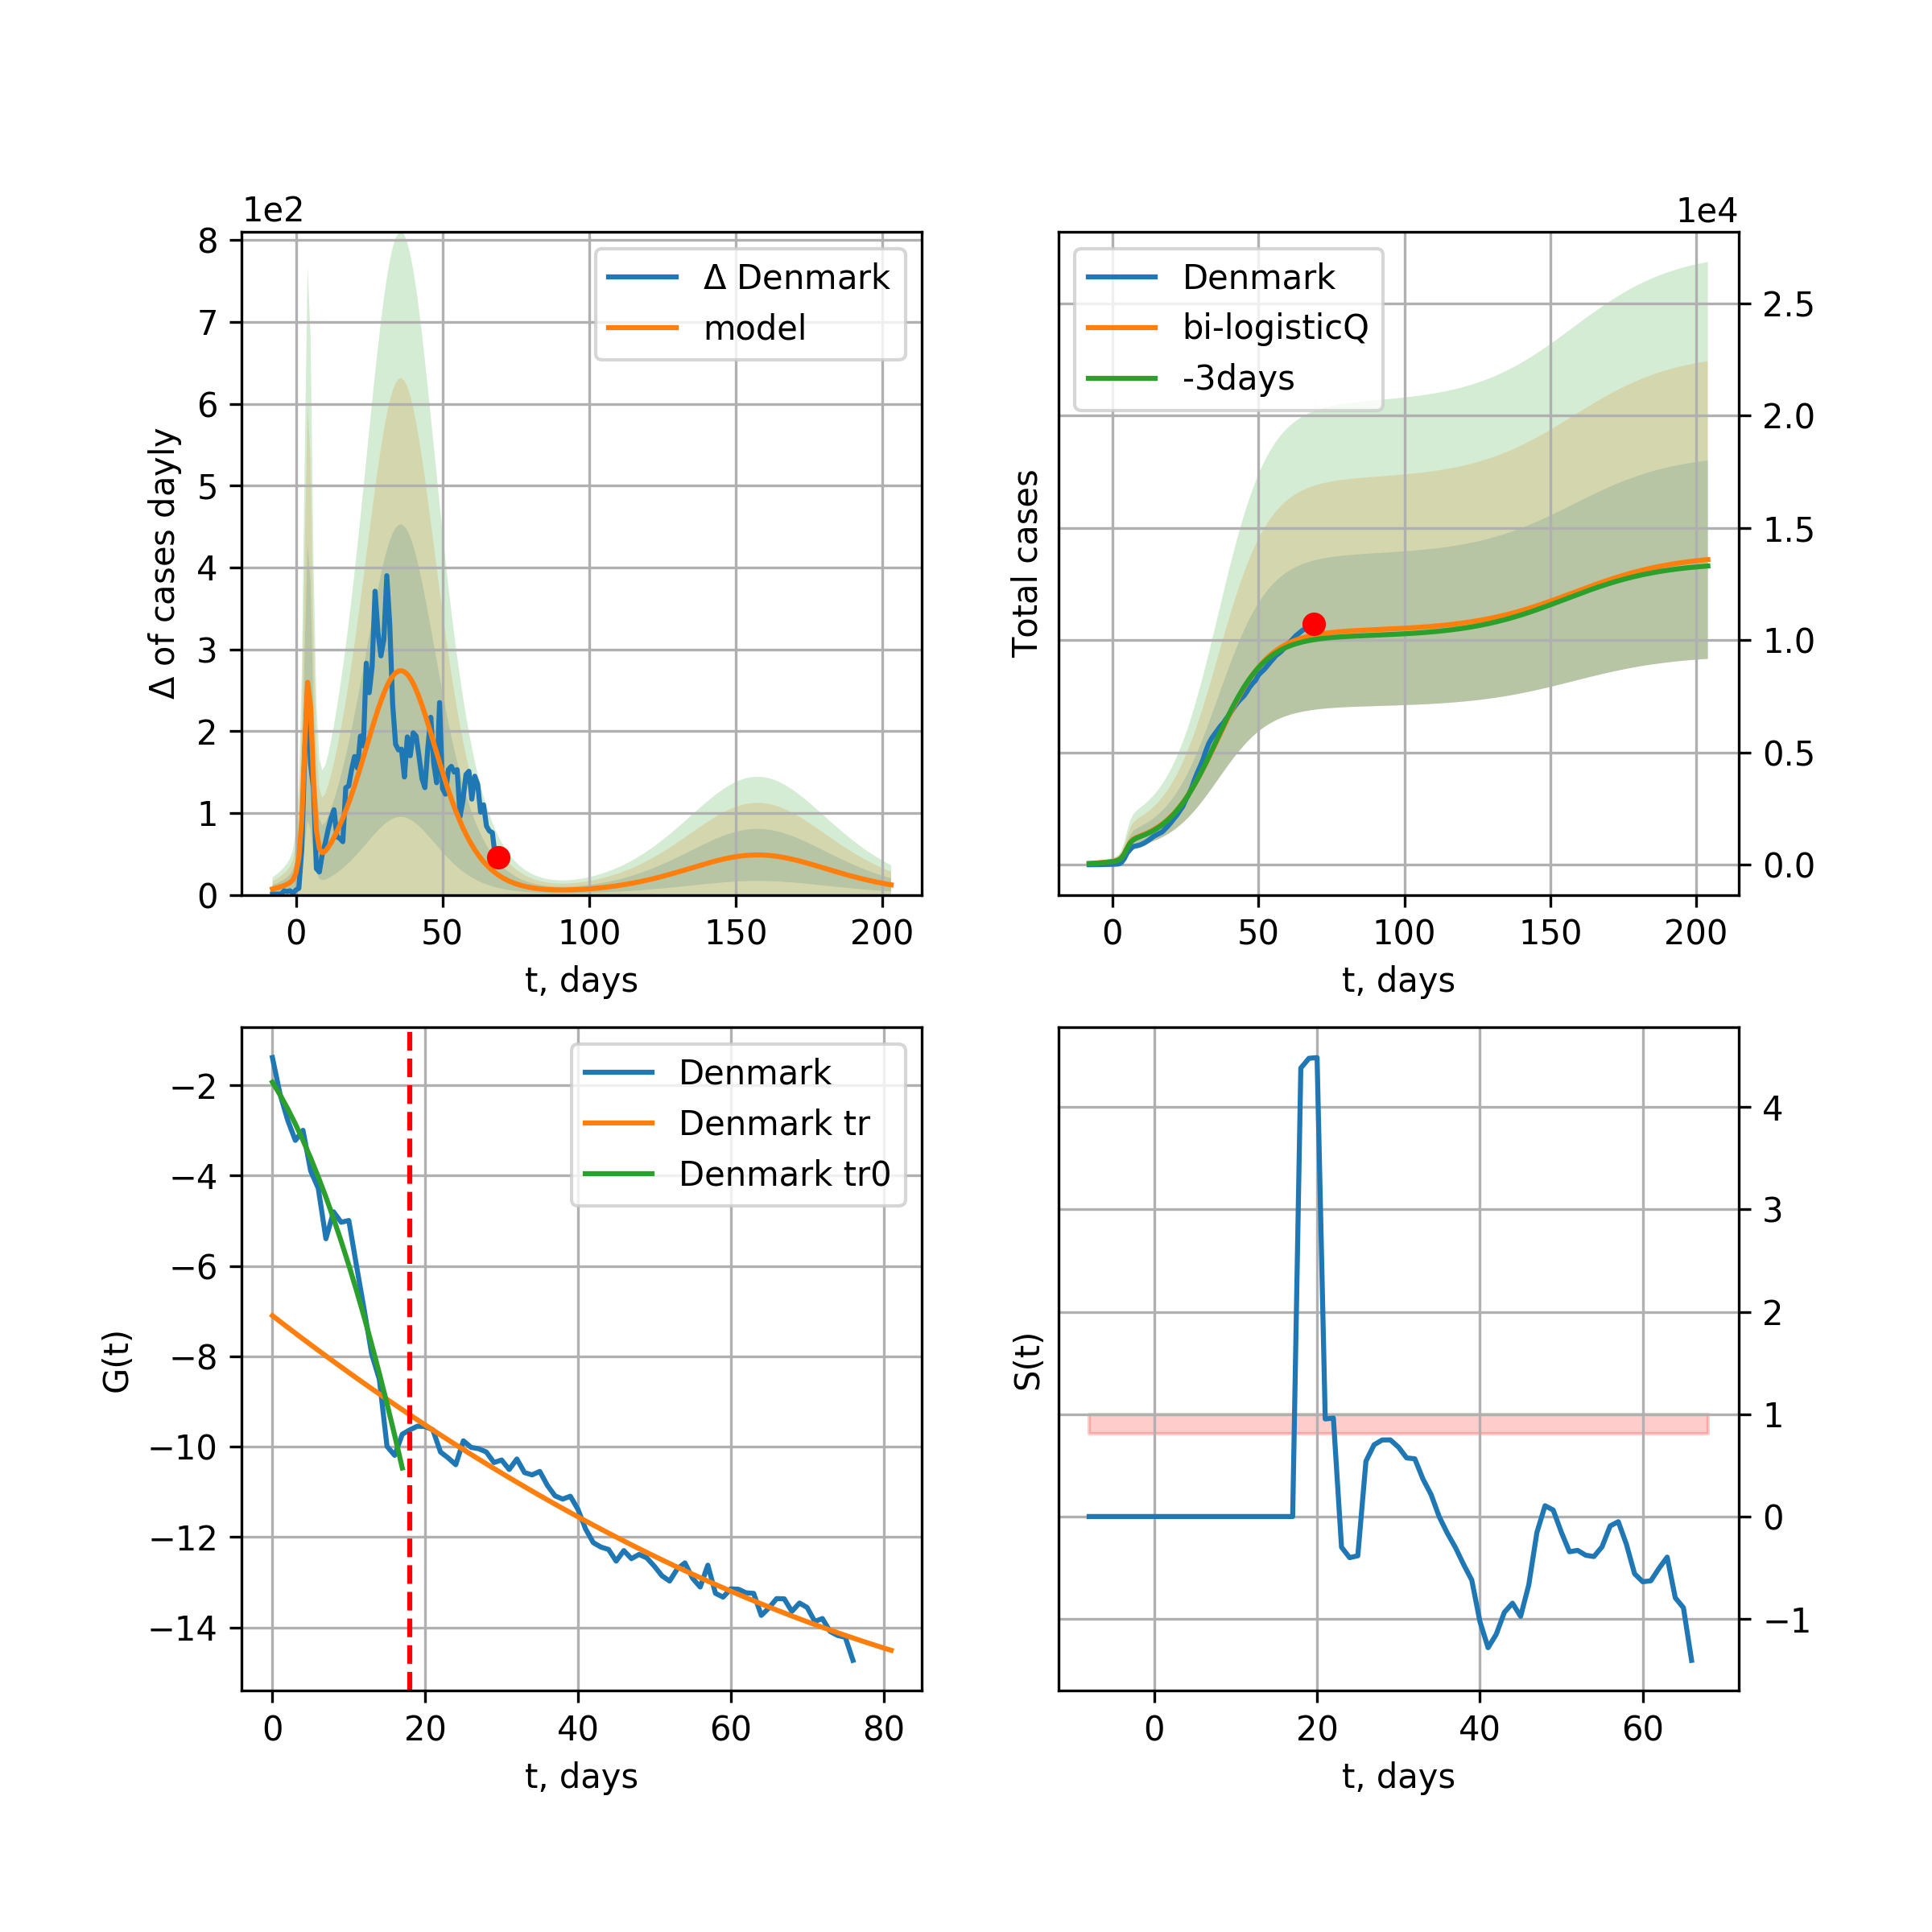 1e2
8
7
6
5
4
3
2
1
0
Δ of cases dayly
Δ Denmark
model
0 50 100 150 200
t, days
1e4
Total cases
Denmark
bi-logisticQ
-3days
2.5
2.0
1.5
1.0
0.5
0.0
0 50 100 150 200
t, days
−2
−4
−6
−8
−10
−12
−14
G(t)
Denmark
Denmark tr
Denmark tr0
0 20 40 60 80
t, days
S(t)
4
3
2
1
0
−1
0 20 40 60
t, days